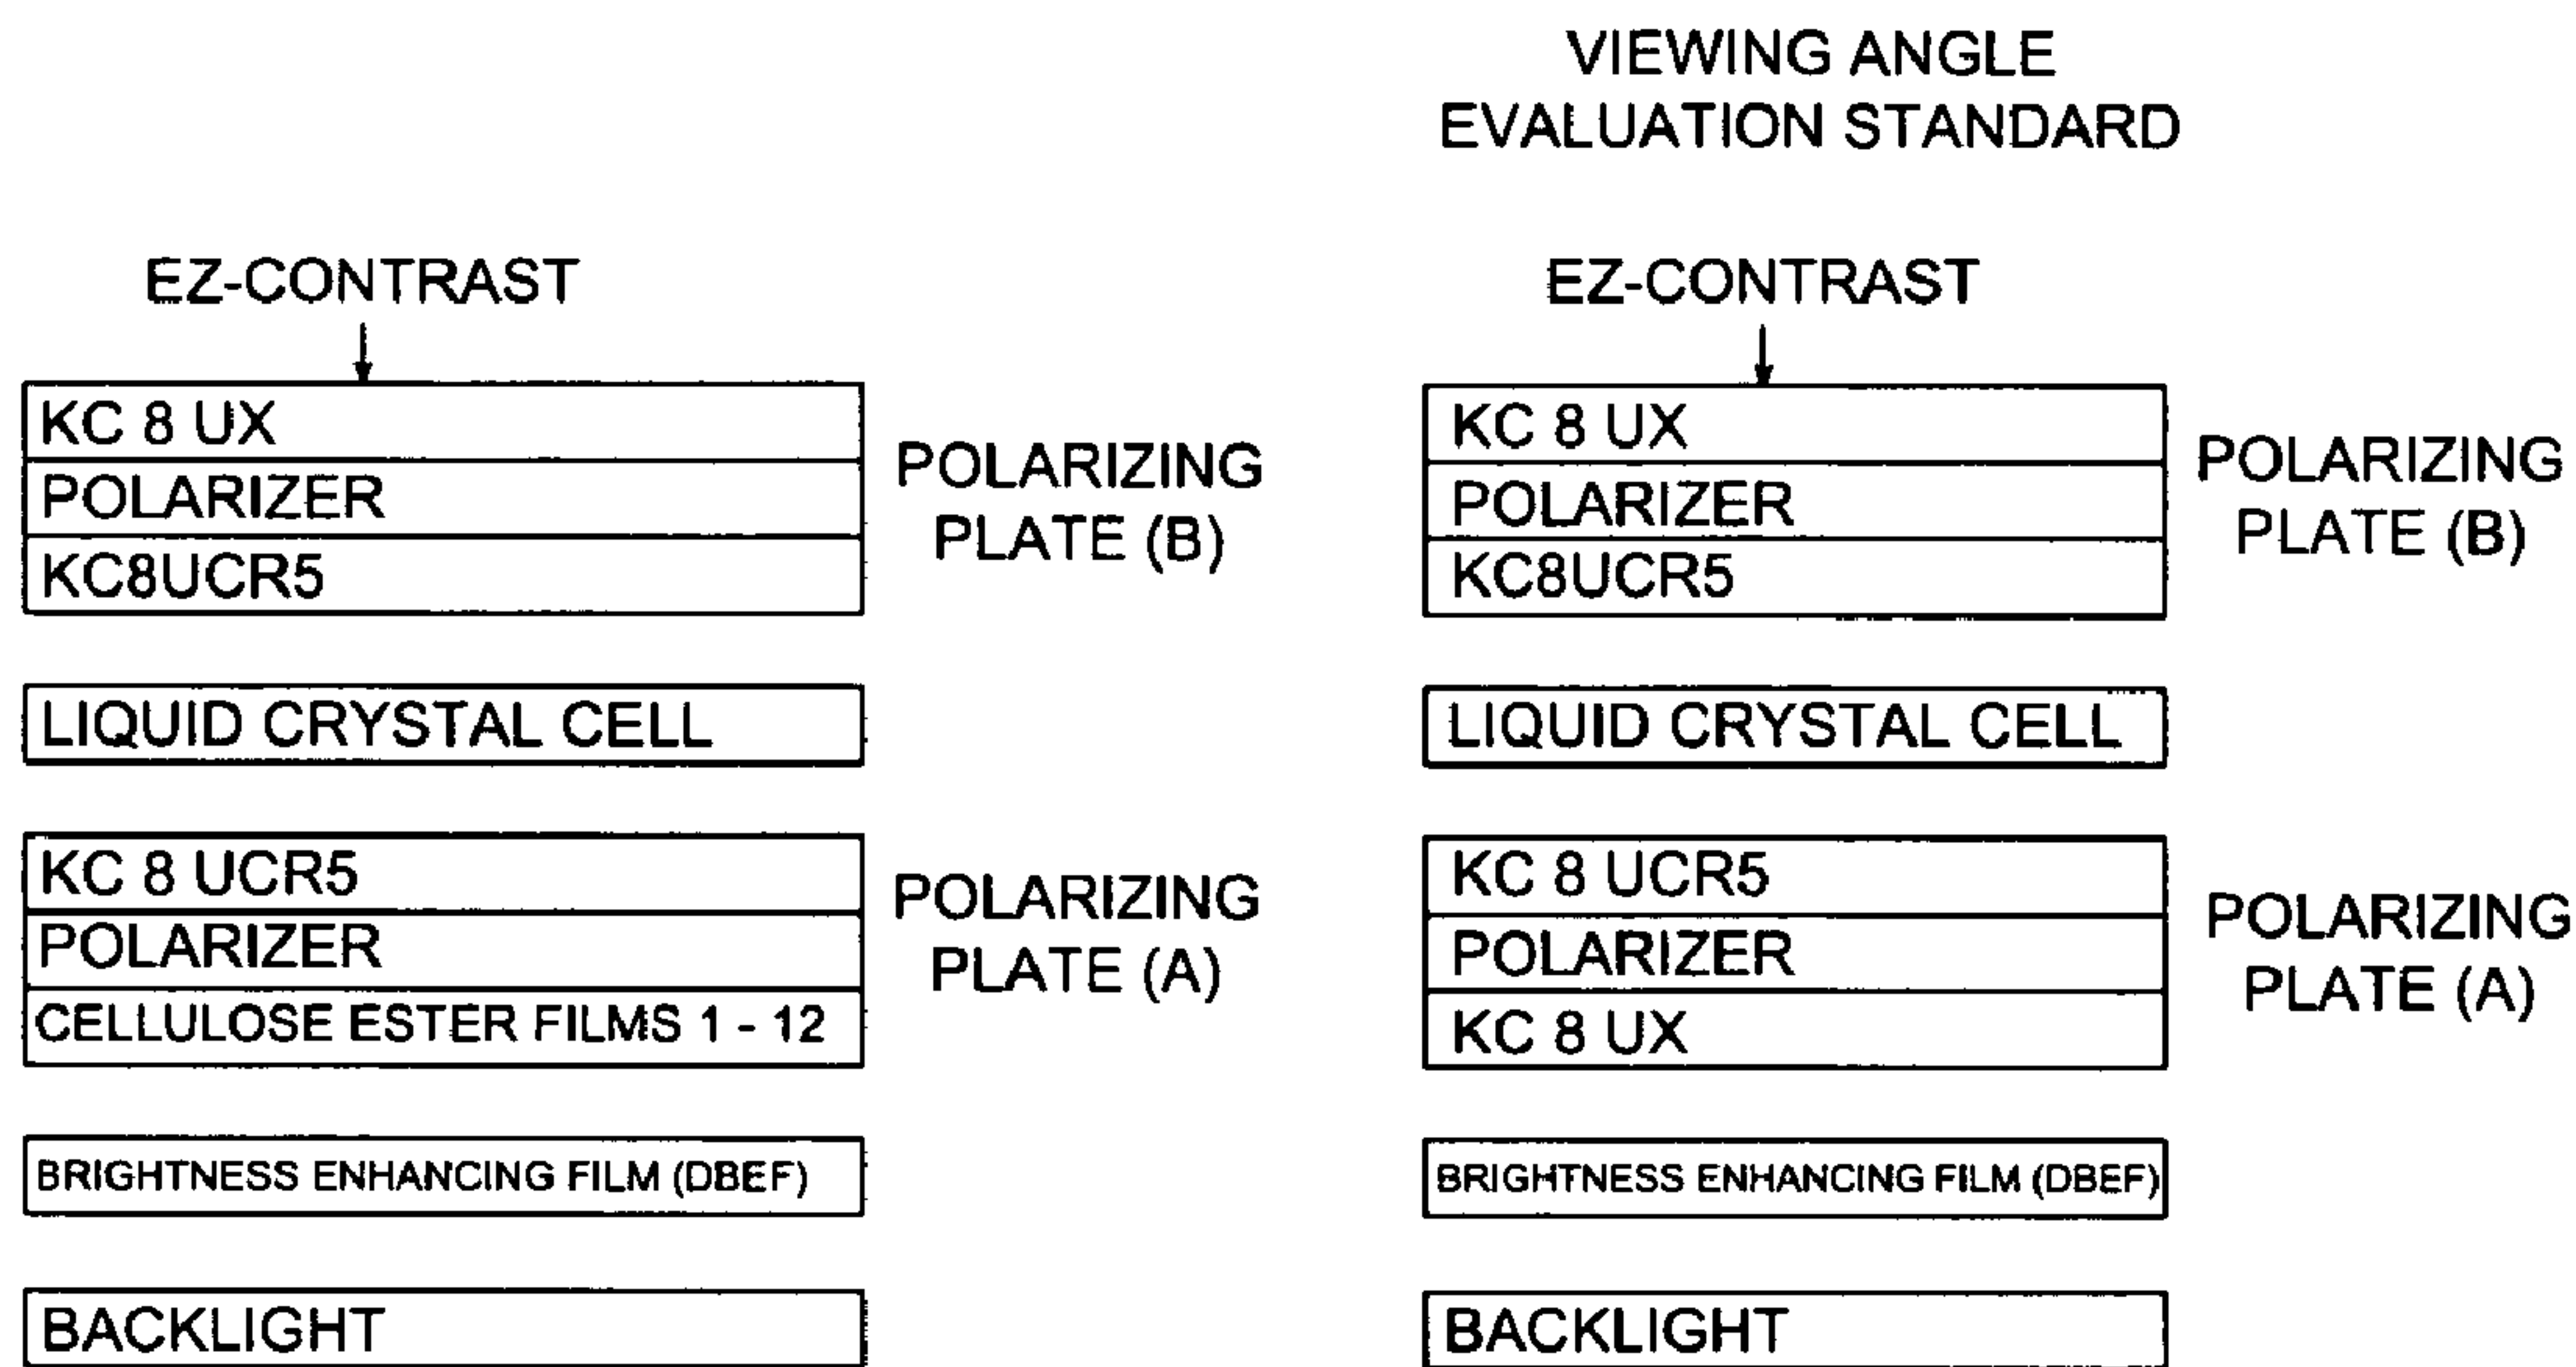 VIEWING ANGLE
EVALUATION STANDARD
EZ-CONTRAST
KC 8 UX
POLARIZER
KC8UCR5
POLARIZING
PLATE (B)
LIQUID CRYSTAL CELL
KC 8 UCR5
POLARIZER
CELLULOSE ESTER FILMS 1 - 12
POLARIZING
PLATE (A)
BRIGHTNESS ENHANCING FILM (DBEF)
BACKLIGHT
EZ-CONTRAST
KC 8 UX
POLARIZER
KC8UCR5
POLARIZING
PLATE (B)
LIQUID CRYSTAL CELL
KC 8 UCR5
POLARIZER
KC 8 UX
POLARIZING
PLATE (A)
BRIGHTNESS ENHANCING FILM (DBEF)
BACKLIGHT